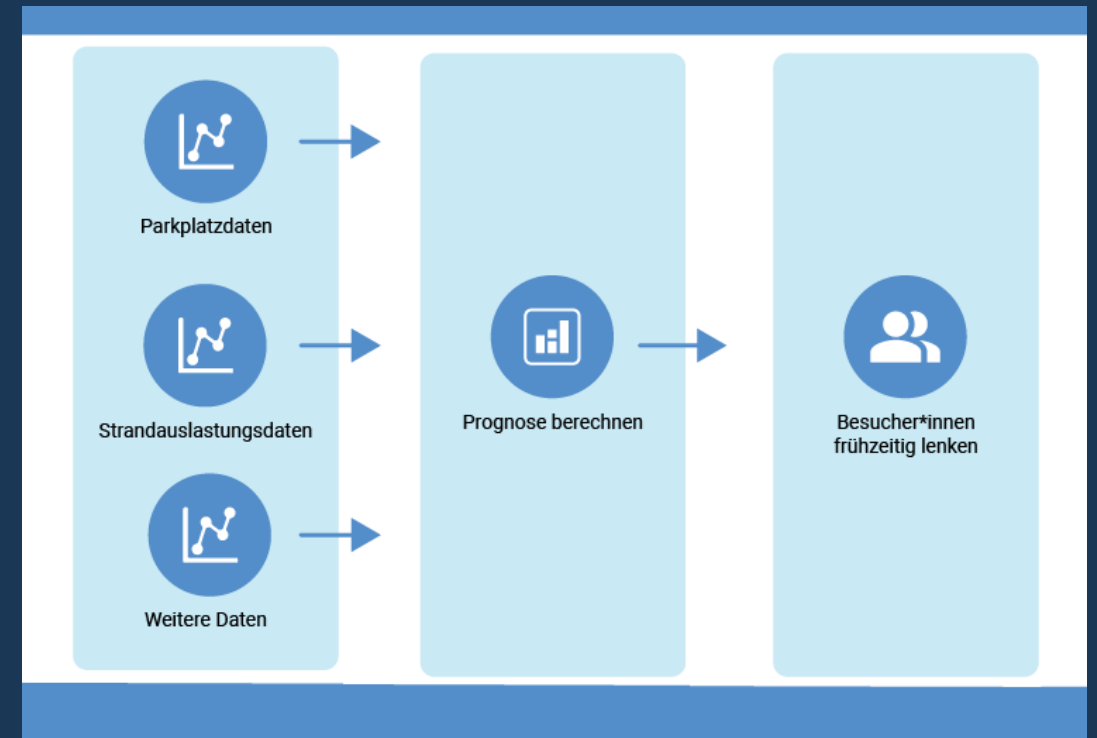 Parkplatzdaten
Strandauslastungsdaten
Weitere Daten
Prognose berechnen
Besucher*innen
frühzeitig lenken